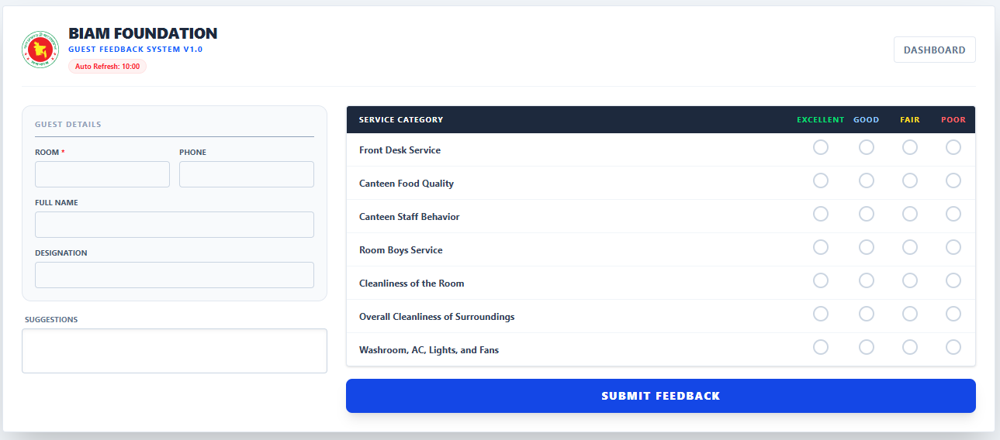 BIAM FOUNDATION
GUEST FEEDBACK SYSTEM V1.0
Auto Refresh: 10:00
DASHBOARD
GUEST DETAILS
ROOM * PHONE
FULL NAME
DESIGNATION
SUGGESTIONS
SERVICE CATEGORY EXCELLENT GOOD FAIR POOR
Front Desk Service
Canteen Food Quality
Canteen Staff Behavior
Room Boys Service
Cleanliness of the Room
Overall Cleanliness of Surroundings
Washroom, AC, Lights, and Fans
SUBMIT FEEDBACK